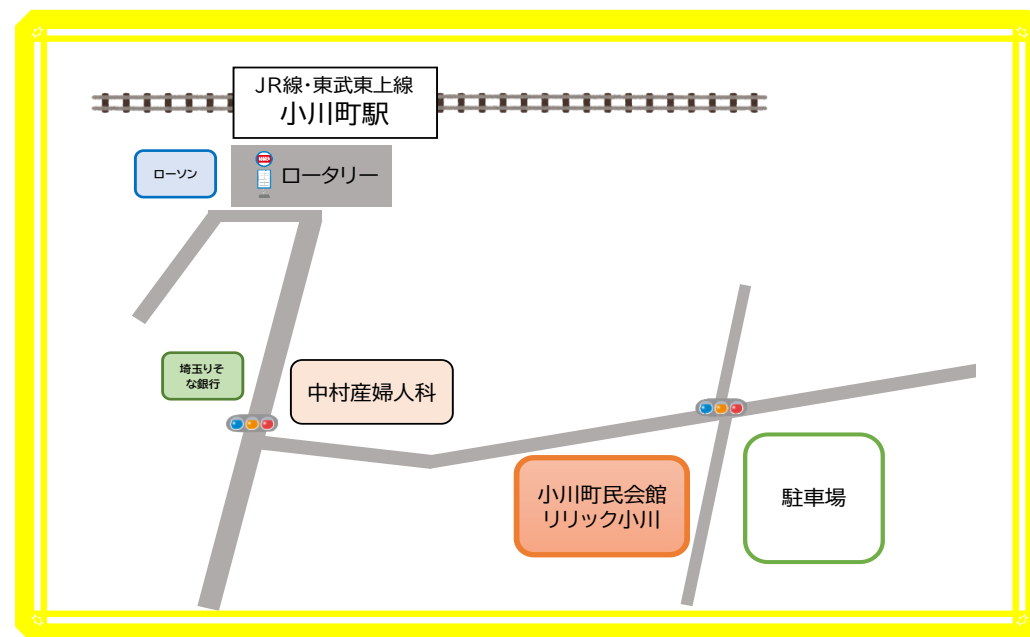 JR線・東武東上線
小川町駅
ローソン
ロータリー
埼玉りそ
な銀行
中村産婦人科
小川町民会館
リリック小川
駐車場